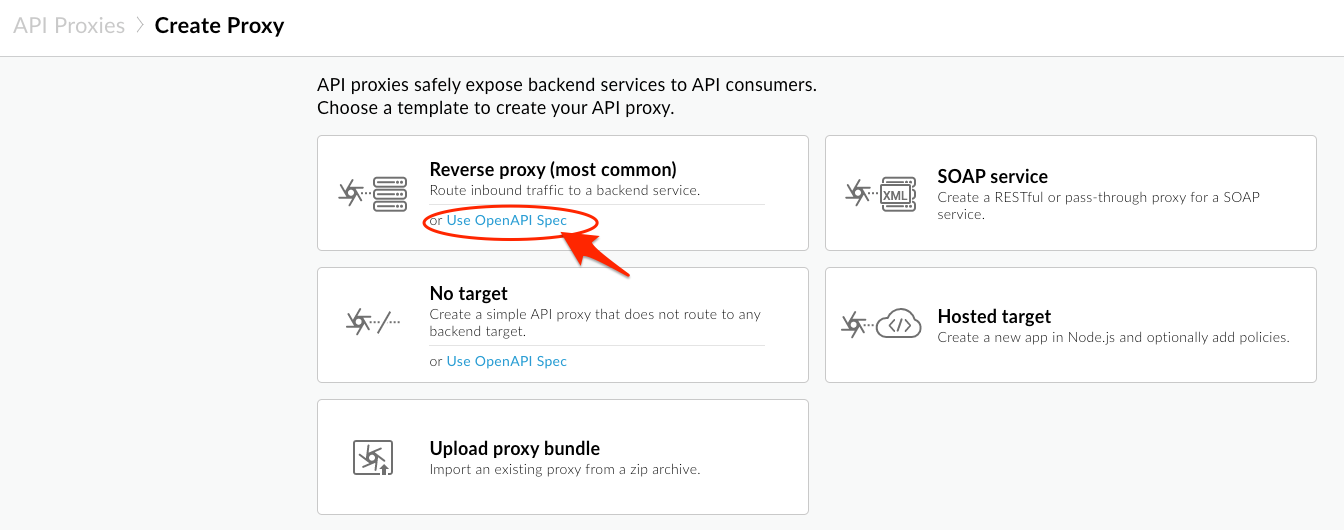 API Proxies > Create Proxy
API proxies safely expose backend services to API consumers.
Choose a template to create your API proxy.
Reverse proxy (most common)
Route inbound traffic to a backend service.
or Use OpenAPI Spec
XML
SOAP service
Create a RESTful or pass-through proxy for a SOAP
service.
No target
Create a simple API proxy that does not route to any
backend target.
or Use OpenAPI Spec
</>
Hosted target
Create a new app in Node.js and optionally add policies.
Upload proxy bundle
Import an existing proxy from a zip archive.